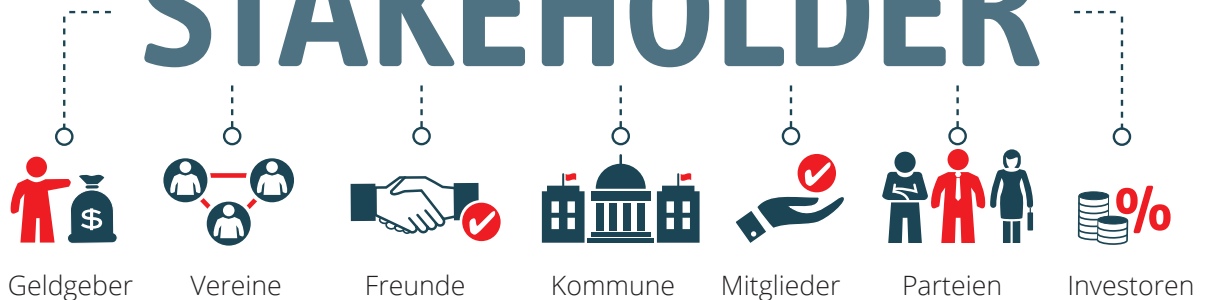 STAKEHOLDER
$
%
Geldgeber Vereine Freunde Kommune Mitglieder Parteien Investoren